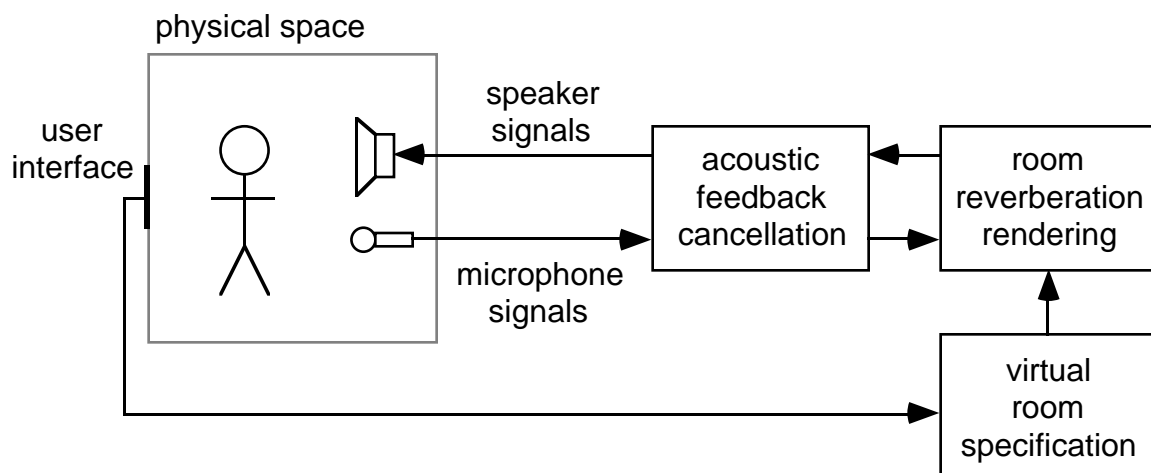 physical space
user
interface
speaker
signals
microphone
signals
acoustic
feedback
cancellation
room
reverberation
rendering
virtual
room
specification